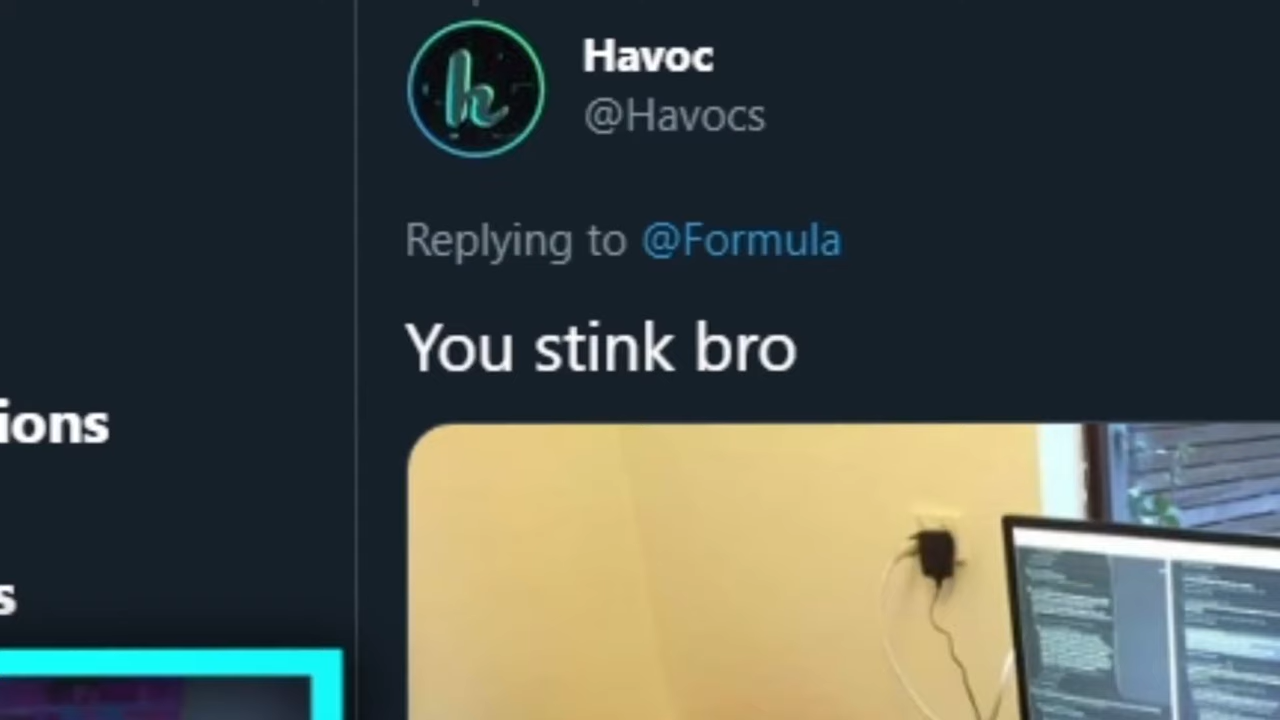 Havoc
@Havocs
Replying to @Formula
You stink bro
ions
s